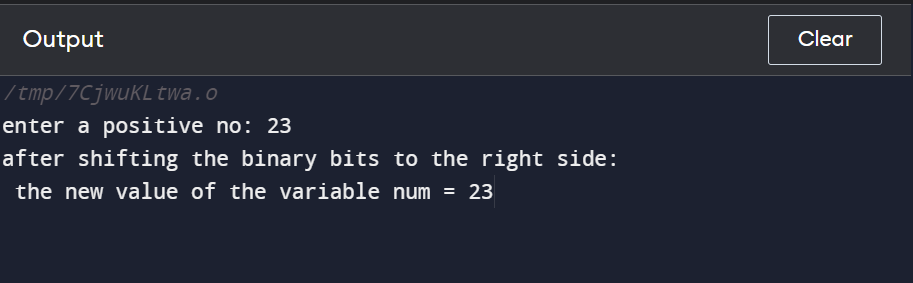 Output
Clear
/tmp/7CjwuKLtwa.o
enter a positive no: 23
after shifting the binary bits to the right side:
the new value of the variable num = 23